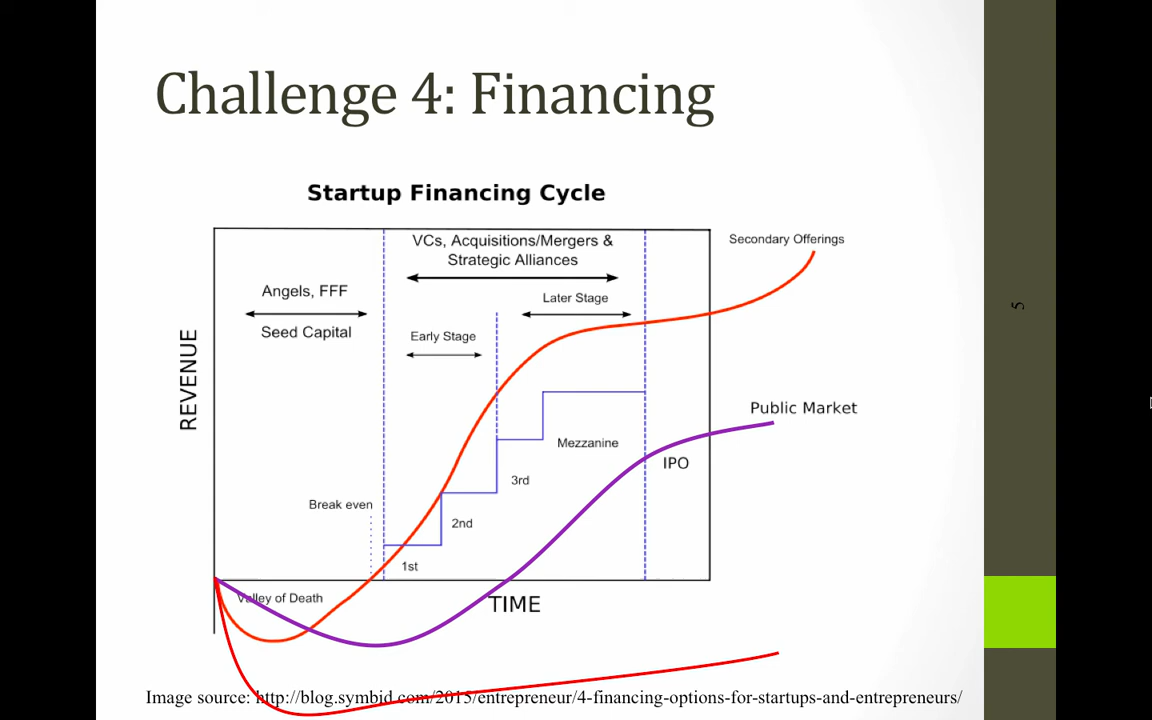 Challenge 4: Financing
Startup Financing Cycle
VCs, Acquisitions/Mergers &
Strategic Alliances
Secondary Offerings
Angels, FFF
Seed Capital
Later Stage
Early Stage
REVENUE
Public Market
Mezzanine
IPO
3rd
Break even
2nd
1st
Valley of Death
TIME
Image source: http://blog.symbid.com/2015/entrepreneur/4-financing-options-for-startups-and-entrepreneurs/
5